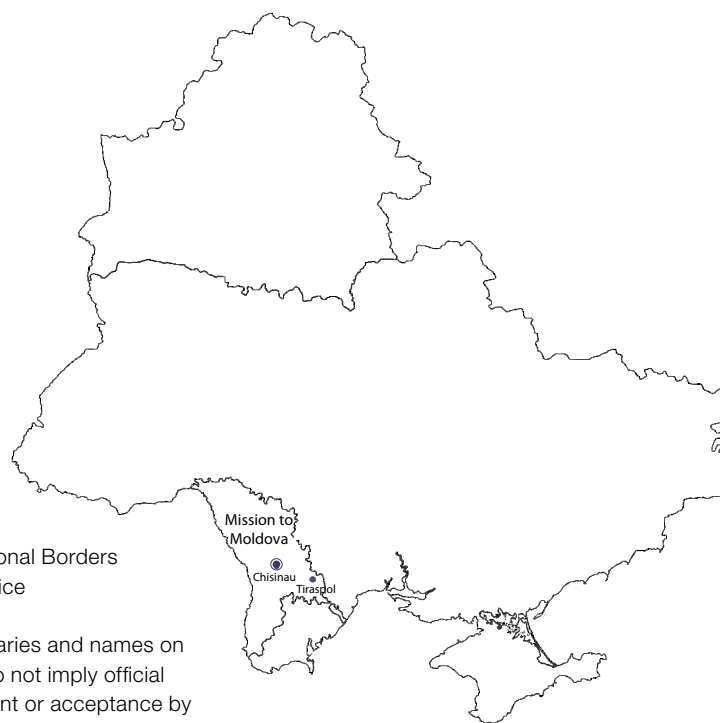 Mission to
Moldova
Chisinau
Tiraspol
onal Borders
ice
aries and names on
o not imply official
nt or acceptance by